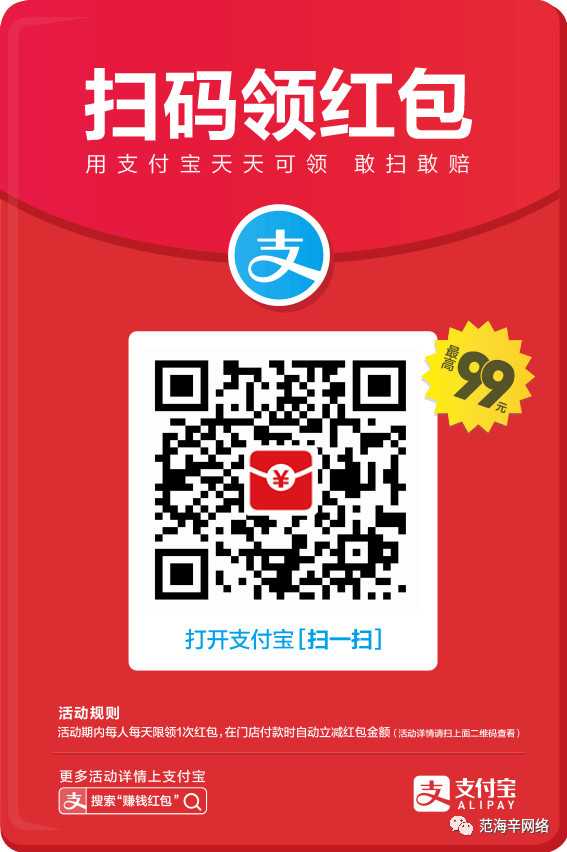 扫码领红包
用支付宝天天可领 敢扫敢赔
支
最高
99
元
¥
打开支付宝[扫一扫]
活动规则
活动期内每人每天限领1次红包，在门店付款时自动立减红包金额（活动详情请扫上面二维码查看）
更多活动详情上支付宝
支 搜索“赚钱红包”
支 支付宝
ALIPAY
范海辛网络